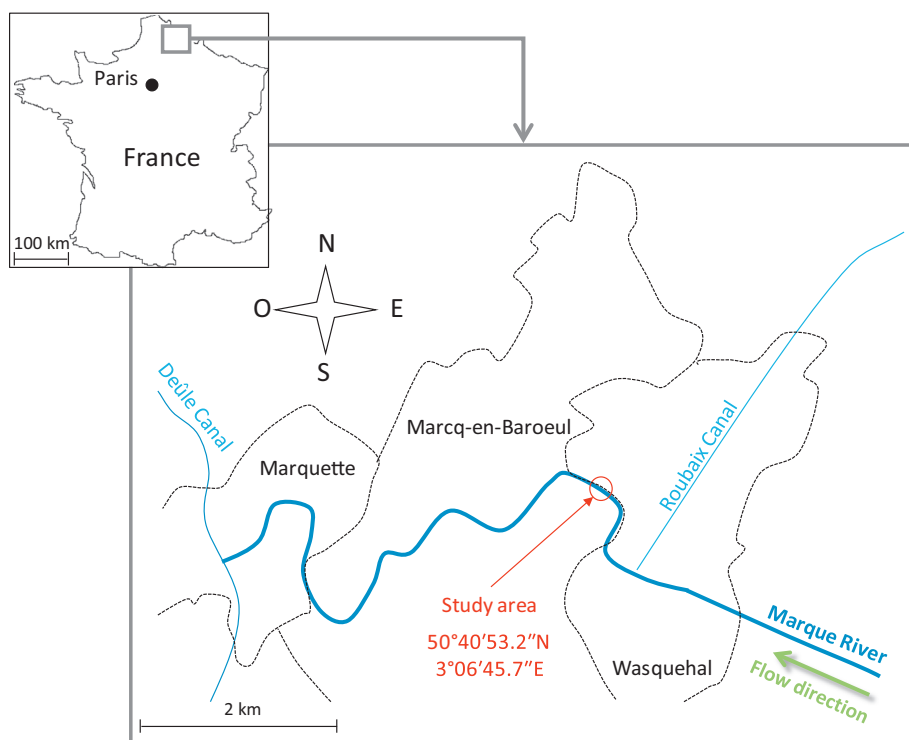 Paris
France
100 km
N
O
E
S
Deûle Canal
Marquette
Marcq-en-Baroeul
Roubaix Canal
Study area
50°40′53.2″N
3°06′45.7″E
Wasquehal
Marque River
Flow direction
2 km